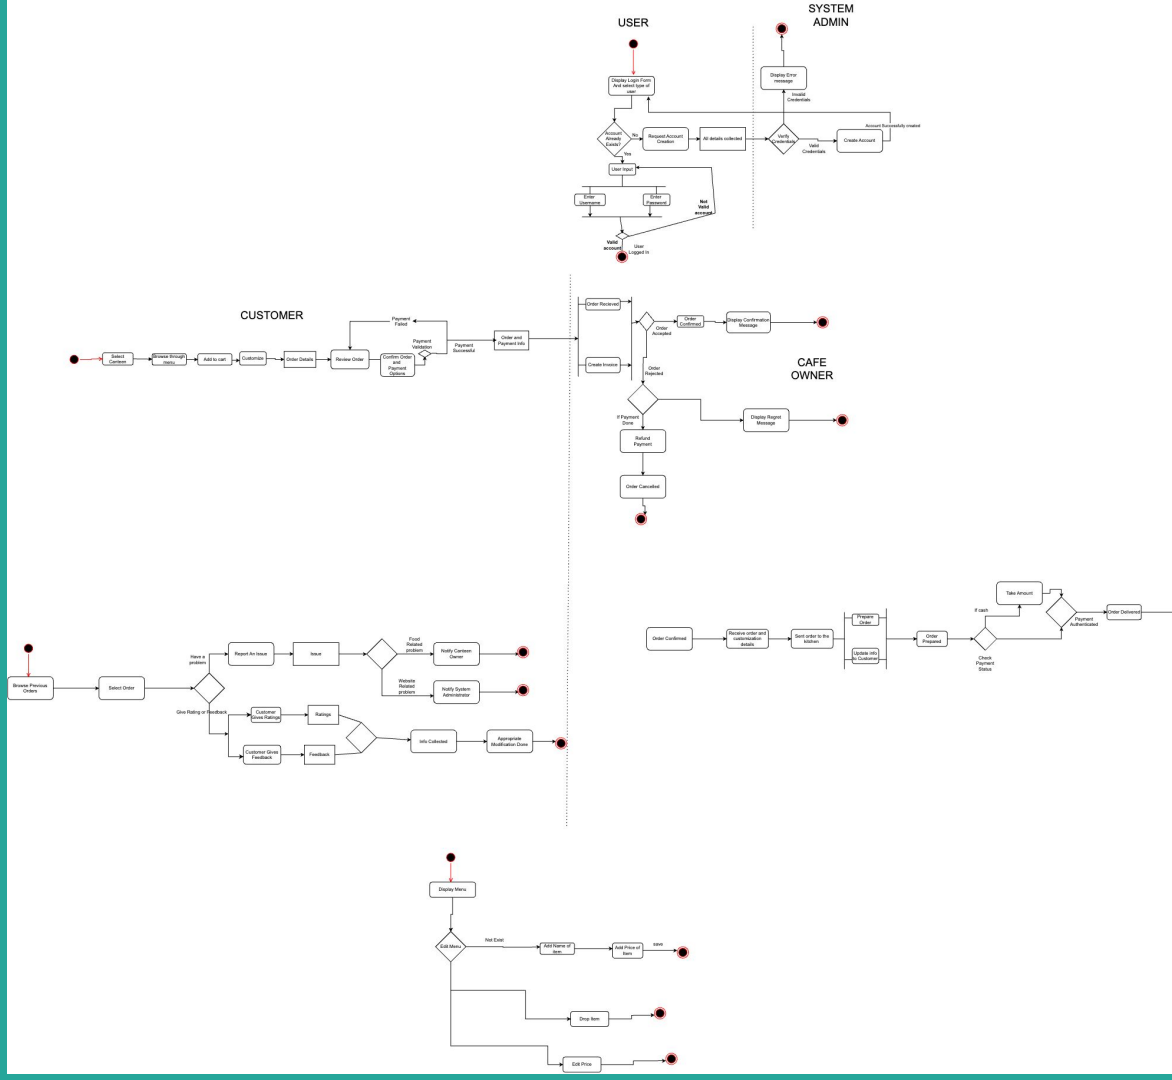 USER
SYSTEM
ADMIN
Display Login Form
And select type of
user
Display Error
message
Invalid
Credentials
Account Successfully created
Account
Already
Exists?
No
Request Account
Creation
All details collected
Verify
Credentials
Valid
Credentials
Create Account
Yes
User Input
Enter
Username
Enter
Password
Not
Valid
account
Valid
account
User
Logged In
CUSTOMER
Select
Canteen
Browse through
menu
Add to cart
Customize
Order Details
Review Order
Payment
Failed
Confirm Order
and
Payment
Options
Payment
Validation
Payment
Successful
Order and
Payment Info
Order Recieved
Create Invoice
Order
Accepted
Order
Confirmed
Display Confirmation
Message
CAFE
OWNER
Order
Rejected
If Payment
Done
Display Regret
Message
Refund
Payment
Order Cancelled
Browse Previous
Orders
Select Order
Have a
problem
Report An Issue
Issue
Food
Related
problem
Notify Canteen
Owner
Website
Related
problem
Notify System
Administrator
Give Rating or Feedback
Customer
Gives Ratings
Ratings
Customer Gives
Feedback
Feedback
Info Collected
Appropriate
Modification Done
Order Confirmed
Receive order and
customization
details
Sent order to the
kitchen
Prepare
Order
Update Info
to Customer
Order
Prepared
Check
Payment
Status
If cash
Take Amount
Payment
Authenticated
Order Delivered
Display Menu
Edit Menu
Not Exist
Add Name of
Item
Add Price of
Item
save
Drop Item
Edit Price